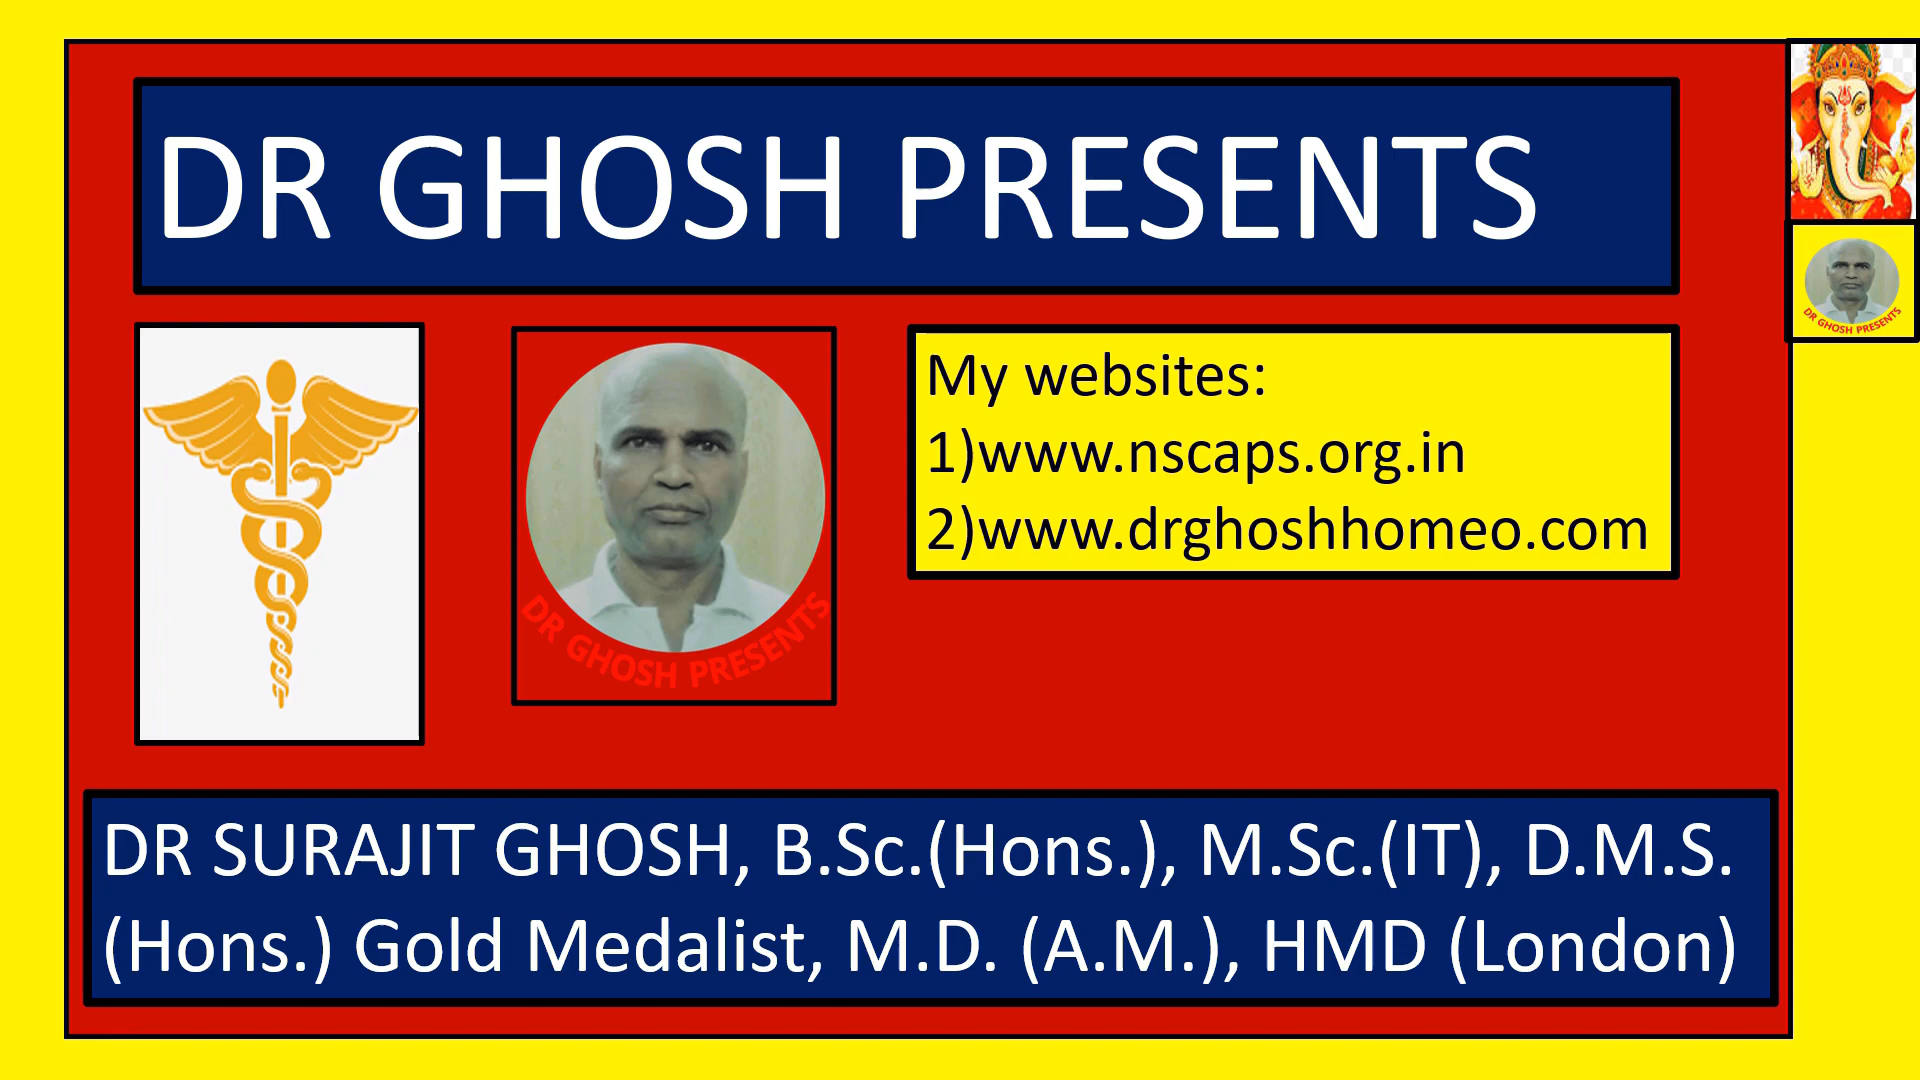 DR GHOSH PRESENTS
DR GHOSH PRESENTS
My websites:
1)www.nscaps.org.in
2)www.drghoshhomeo.com
DR GHOSH PRESENTS
DR SURAJIT GHOSH, B.Sc.(Hons.), M.Sc.(IT), D.M.S.
(Hons.) Gold Medalist, M.D. (A.M.), HMD (London)